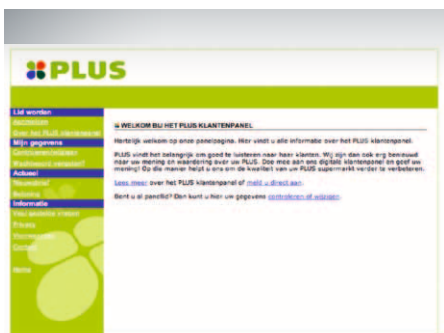 PLUS
Lid worden
Aanmelden
Over het PLUS klantenpanel
Mijn gegevens
Controleren/wijzigen
Wachtwoord vergeten?
Actueel
Nieuwsbrief
Beloning
Informatie
Veel gestelde vragen
Privacy
Voorwaarden
Contact
Home
WELKOM BIJ HET PLUS KLANTENPANEL
Hartelijk welkom op onze panelpagina. Hier vindt u alle informatie over het PLUS klantenpanel.
PLUS vindt het belangrijk om goed te luisteren naar haar klanten. Wij zijn dan ook erg benieuwd
naar uw mening en waardering over uw PLUS supermarkt. Doe mee aan ons digitale klantenpanel en geef uw
mening! Op die manier helpt u ons om de kwaliteit van uw PLUS supermarkt verder te verbeteren.
Lees meer over het PLUS klantenpanel of meld u direct aan.
Bent u al panellid? Dan kunt u hier uw gegevens controleren of wijzigen.